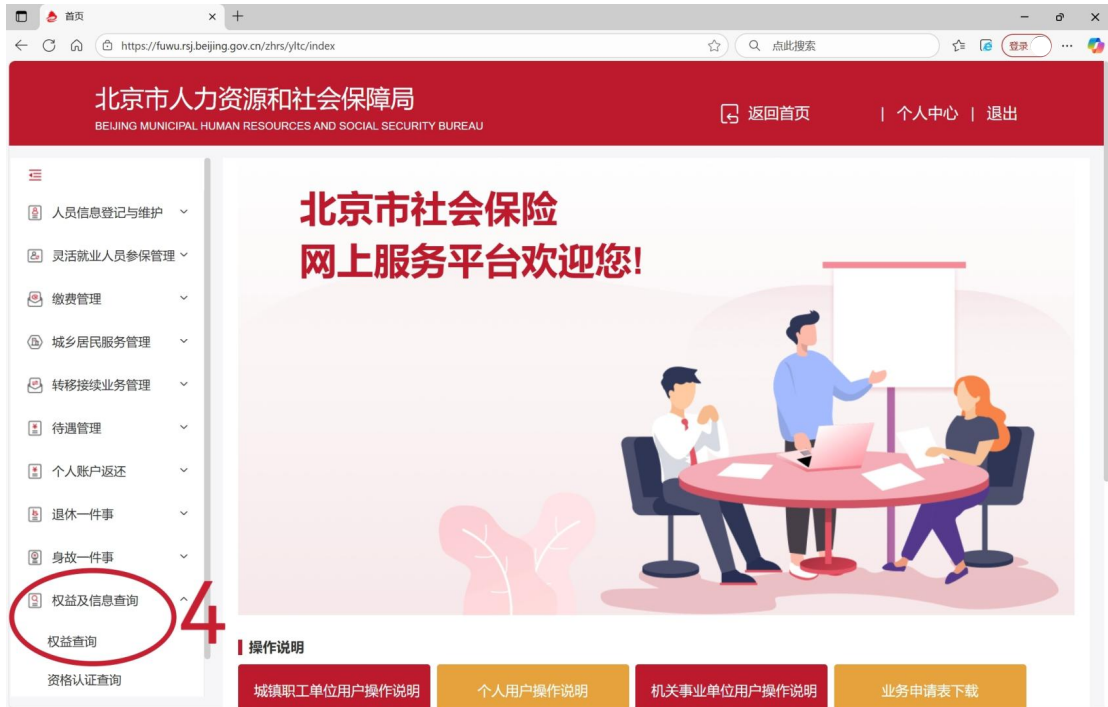 首页
https://fuwu.rsj.beijing.gov.cn/zhrs/yltc/index
点此搜索
登录
北京市人力资源和社会保障局
BEIJING MUNICIPAL HUMAN RESOURCES AND SOCIAL SECURITY BUREAU
返回首页 | 个人中心 | 退出
人员信息登记与维护
灵活就业人员参保管理
缴费管理
城乡居民服务管理
转移接续业务管理
待遇管理
个人账户返还
退休一件事
身故一件事
权益及信息查询
4
权益查询
资格认证查询
北京市社会保险
网上服务平台欢迎您!
操作说明
城镇职工单位用户操作说明
个人用户操作说明
机关事业单位用户操作说明
业务申请表下载